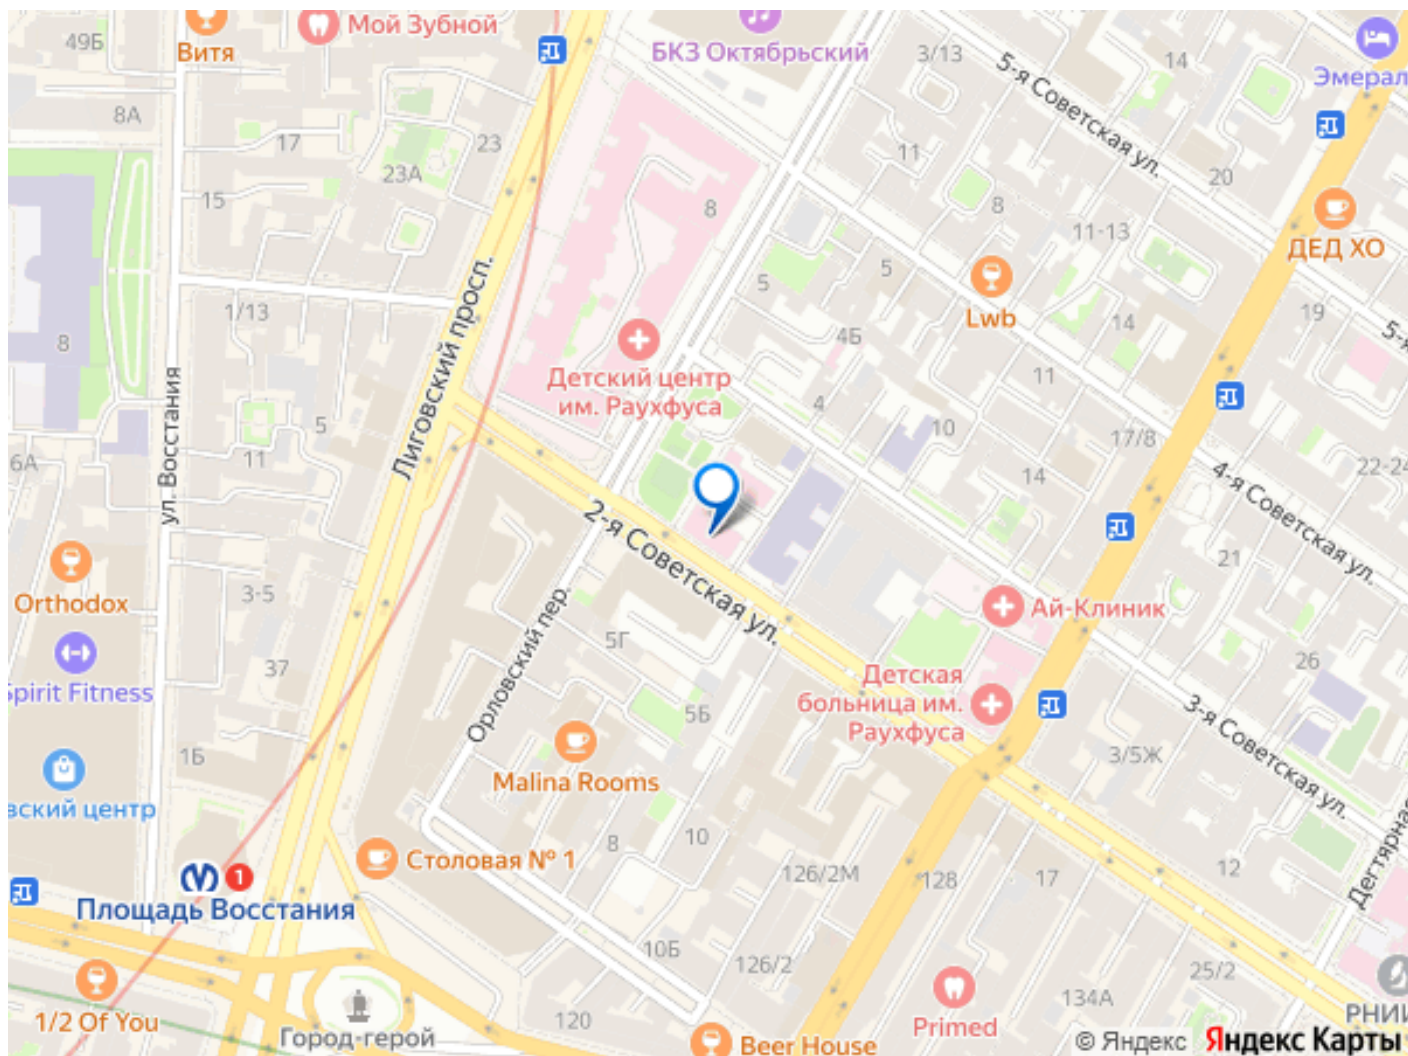 49Б
Витя
Мой Зубной
БКЗ Октябрьский
3/13
14
Эмерал
5-я Советская ул.
8А
17
23
23А
15
11
20
8
8
11-13
ДЕД ХО
Лиговский просп.
5
5
Lwb
1/13
8
4Б
14
19
5-я
Детский центр
им. Раухфуса
ул. Восстания
5
4
11
10
17/8
6А
11
14
22-24
4-я Советская ул.
2-я Советская ул.
21
Orthodox
3-5
Орловский пер.
5Г
Ай-Клиник
Spirit Fitness
37
Детская
больница им.
Раухфуса
26
3-я Советская ул.
5Б
1Б
Malina Rooms
3/5Ж
вский центр
Столовая № 1
8
10
126/2М
128
17
12
Дегтярная
1
Площадь Восстания
10Б
126/2
25/2
1/2 Of You
Город-герой
120
Beer House
Primed
134А
РНИИ
© Яндекс Яндекс Карты